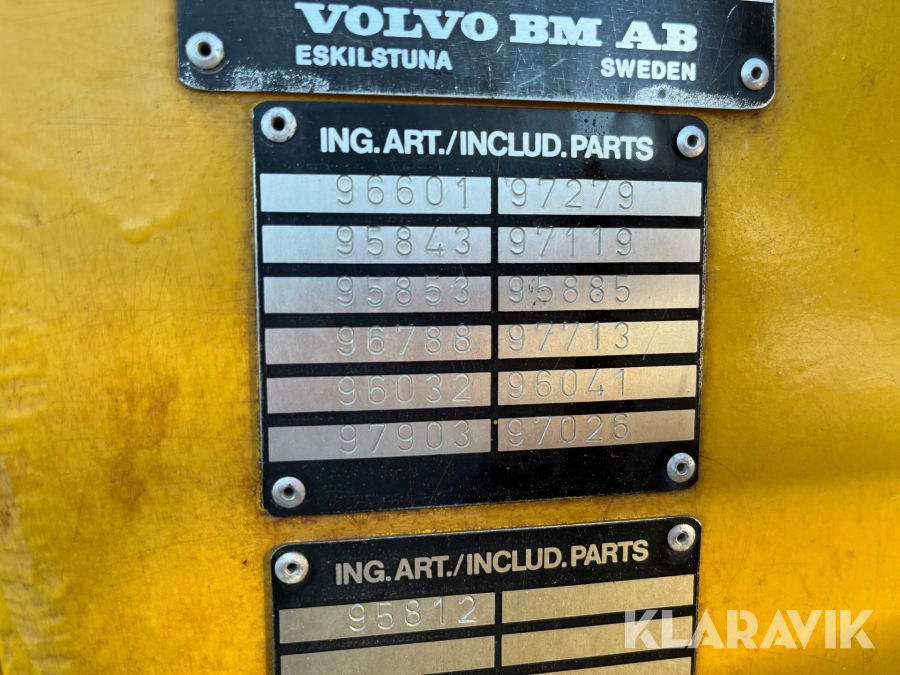 VOLVO BM AB
ESKILSTUNA SWEDEN
ING.ART./INCLUD.PARTS
96601 97279
95843 97119
95853 95885
96788 97713
96032 96041
97903 97026
ING.ART./INCLUD.PARTS
95812
KLARAVIK